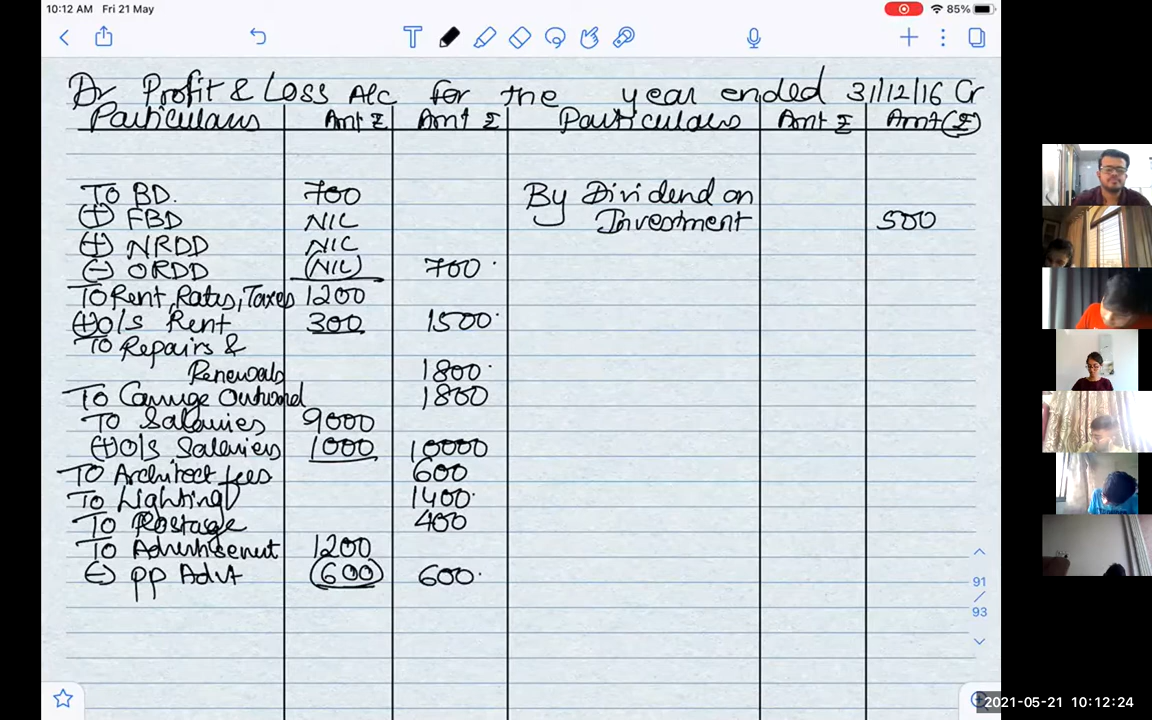 10:12 AM Fri 21 May 85%
Dr Profit & Loss A/c for the year ended 31/12/16 Cr
Particulars Amt ₹ Amt ₹ Particulars Amt ₹ Amt (₹)
To BD. 700 By Dividend on
(+) FBD NIL Investment 500
(+) NRDD NIL
(-) ORDD (NIL) 700
To Rent, Rates, Taxes 1200
(+) O/s Rent 300 1500
To Repairs &
Renewals 1800
To Carriage Outward 1800
To Salaries 9000
(+) O/s Salaries 1000 10000
To Architect fees 600
To Lighting 1400
To Postage 400
To Advertisement 1200
(-) pp Advt (600) 600
91
/
93
2021-05-21 10:12:24